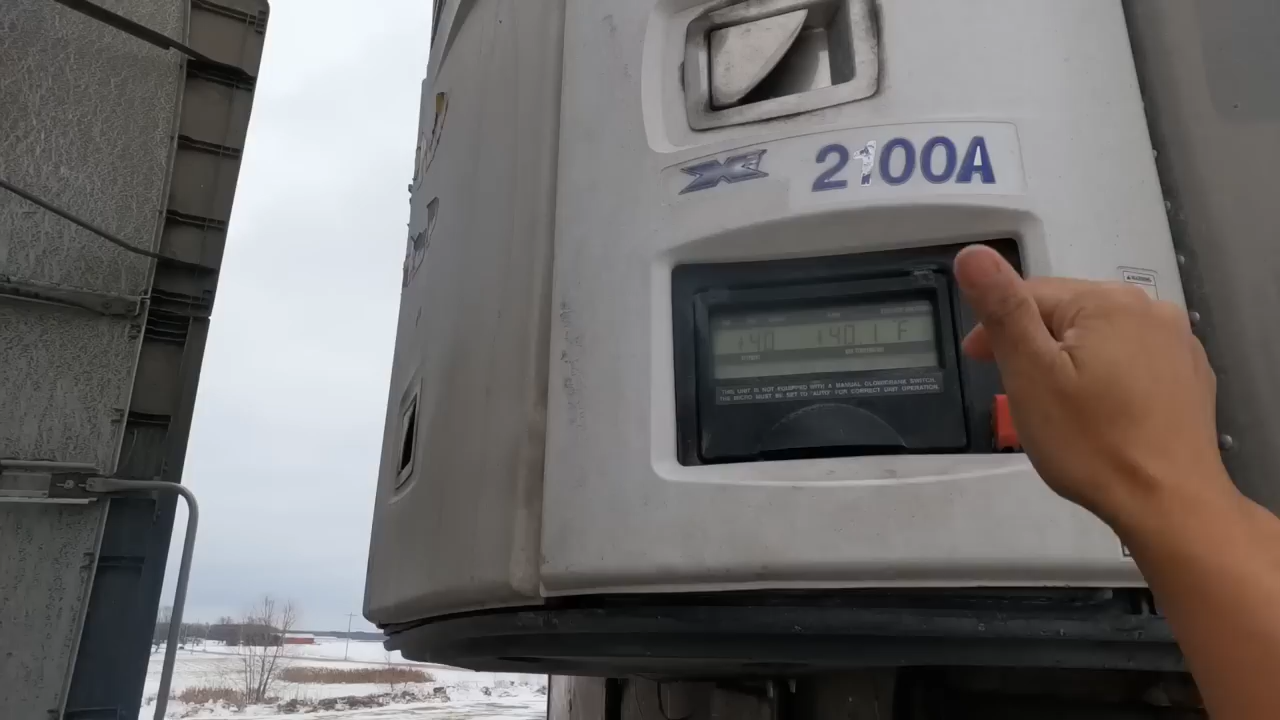 X2 2100A
+40 +40.1 F
THIS UNIT IS NOT EQUIPPED WITH A MANUAL GLOW/CRANK SWITCH.
THE MICRO MUST BE SET TO "AUTO" FOR CORRECT UNIT OPERATION.
WARNING